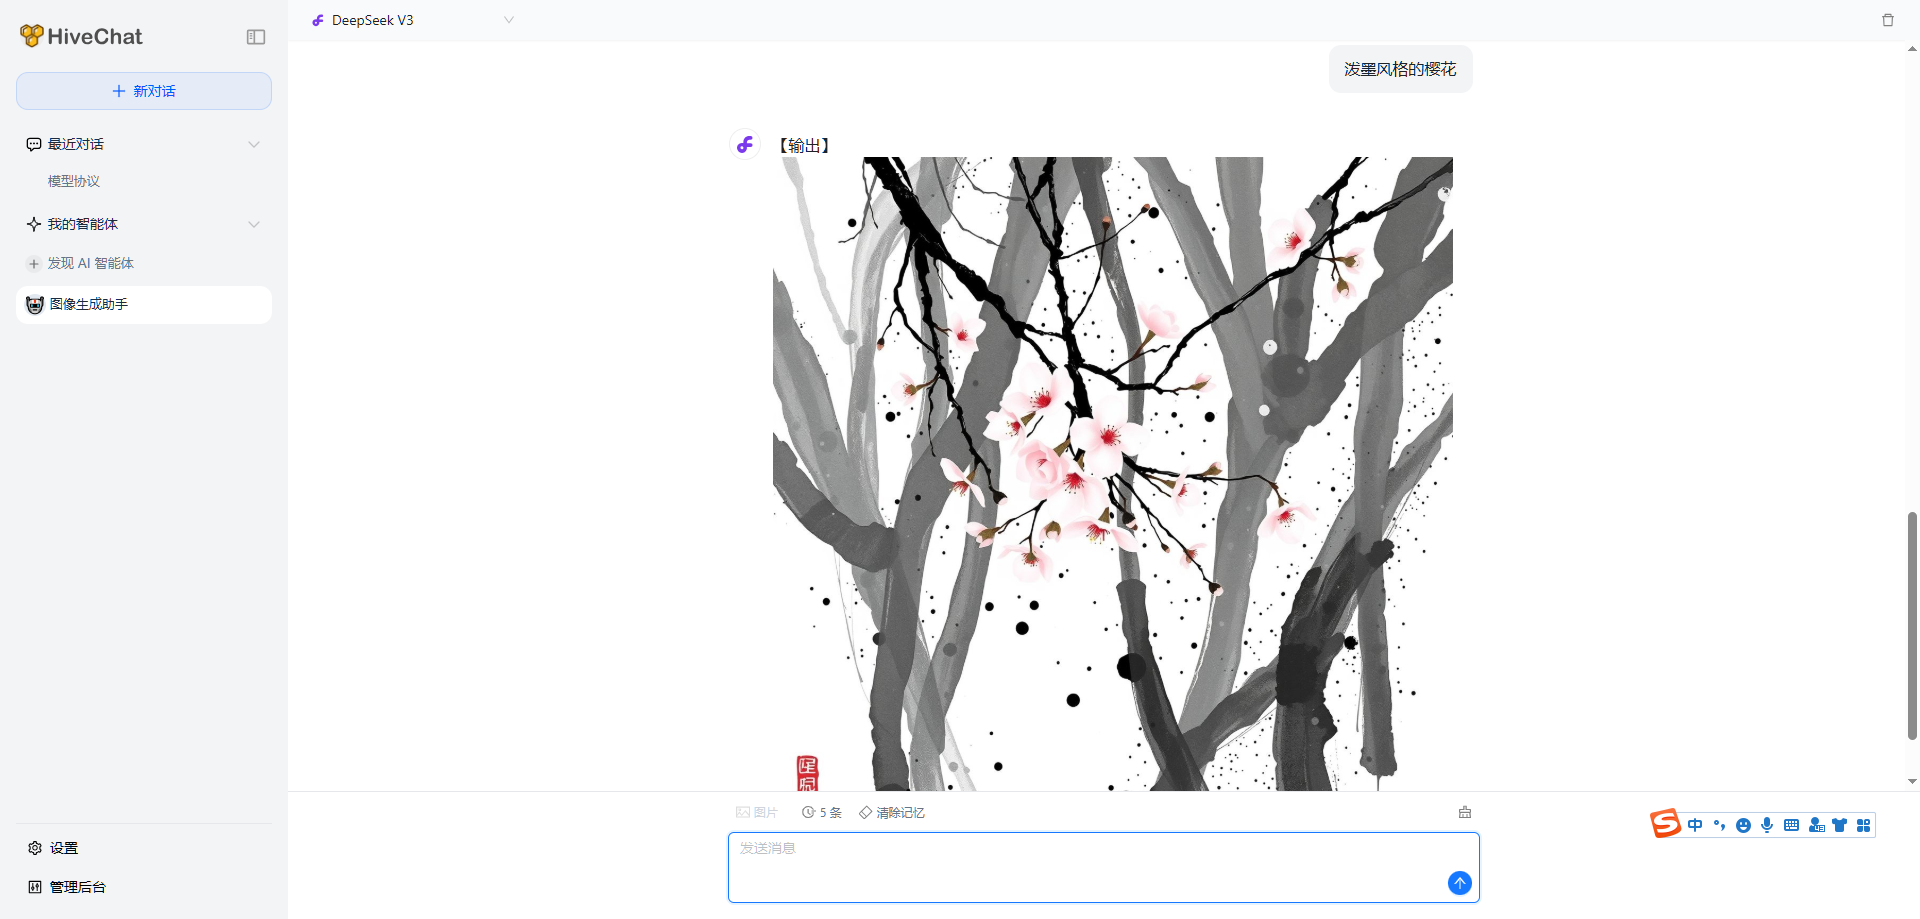 HiveChat
新对话
最近对话
模型协议
我的智能体
发现 AI 智能体
图像生成助手
设置
管理后台
DeepSeek V3
泼墨风格的樱花
【输出】
图片
5 条
清除记忆
发送消息
中